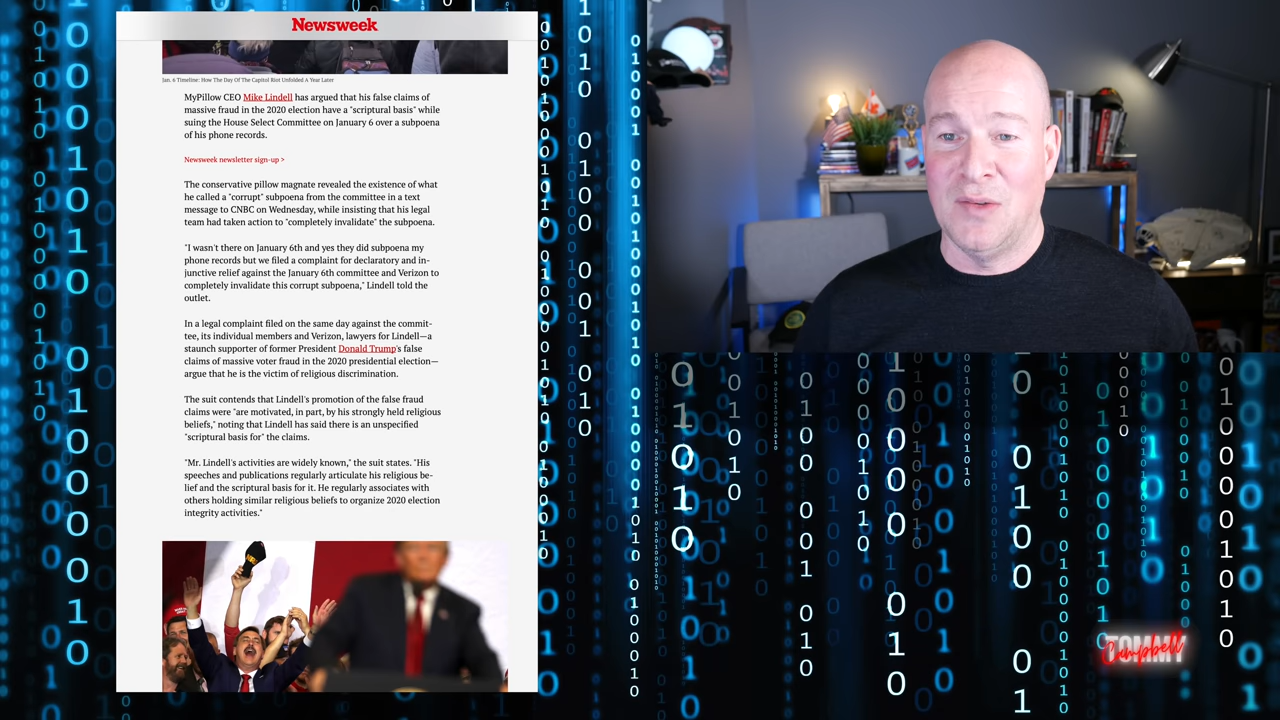 Newsweek
Jan. 6 Timeline: How The Day Of The Capitol Riot Unfolded A Year Later
MyPillow CEO Mike Lindell has argued that his false claims of
massive fraud in the 2020 election have a "scriptural basis" while
suing the House Select Committee on January 6 over a subpoena
of his phone records.
Newsweek newsletter sign-up >
The conservative pillow magnate revealed the existence of what
he called a "corrupt" subpoena from the committee in a text
message to CNBC on Wednesday, while insisting that his legal
team had taken action to "completely invalidate" the subpoena.
"I wasn't there on January 6th and yes they did subpoena my
phone records but we filed a complaint for declaratory and in-
junctive relief against the January 6th committee and Verizon to
completely invalidate this corrupt subpoena," Lindell told the
outlet.
In a legal complaint filed on the same day against the commit-
tee, its individual members and Verizon, lawyers for Lindell—a
staunch supporter of former President Donald Trump's false
claims of massive voter fraud in the 2020 presidential election—
argue that he is the victim of religious discrimination.
The suit contends that Lindell's promotion of the false fraud
claims were "are motivated, in part, by his strongly held religious
beliefs," noting that Lindell has said there is an unspecified
"scriptural basis for" the claims.
"Mr. Lindell's activities are widely known," the suit states. "His
speeches and publications regularly articulate his religious be-
lief and the scriptural basis for it. He regularly associates with
others holding similar religious beliefs to organize 2020 election
integrity activities."
TOMMY
Campbell